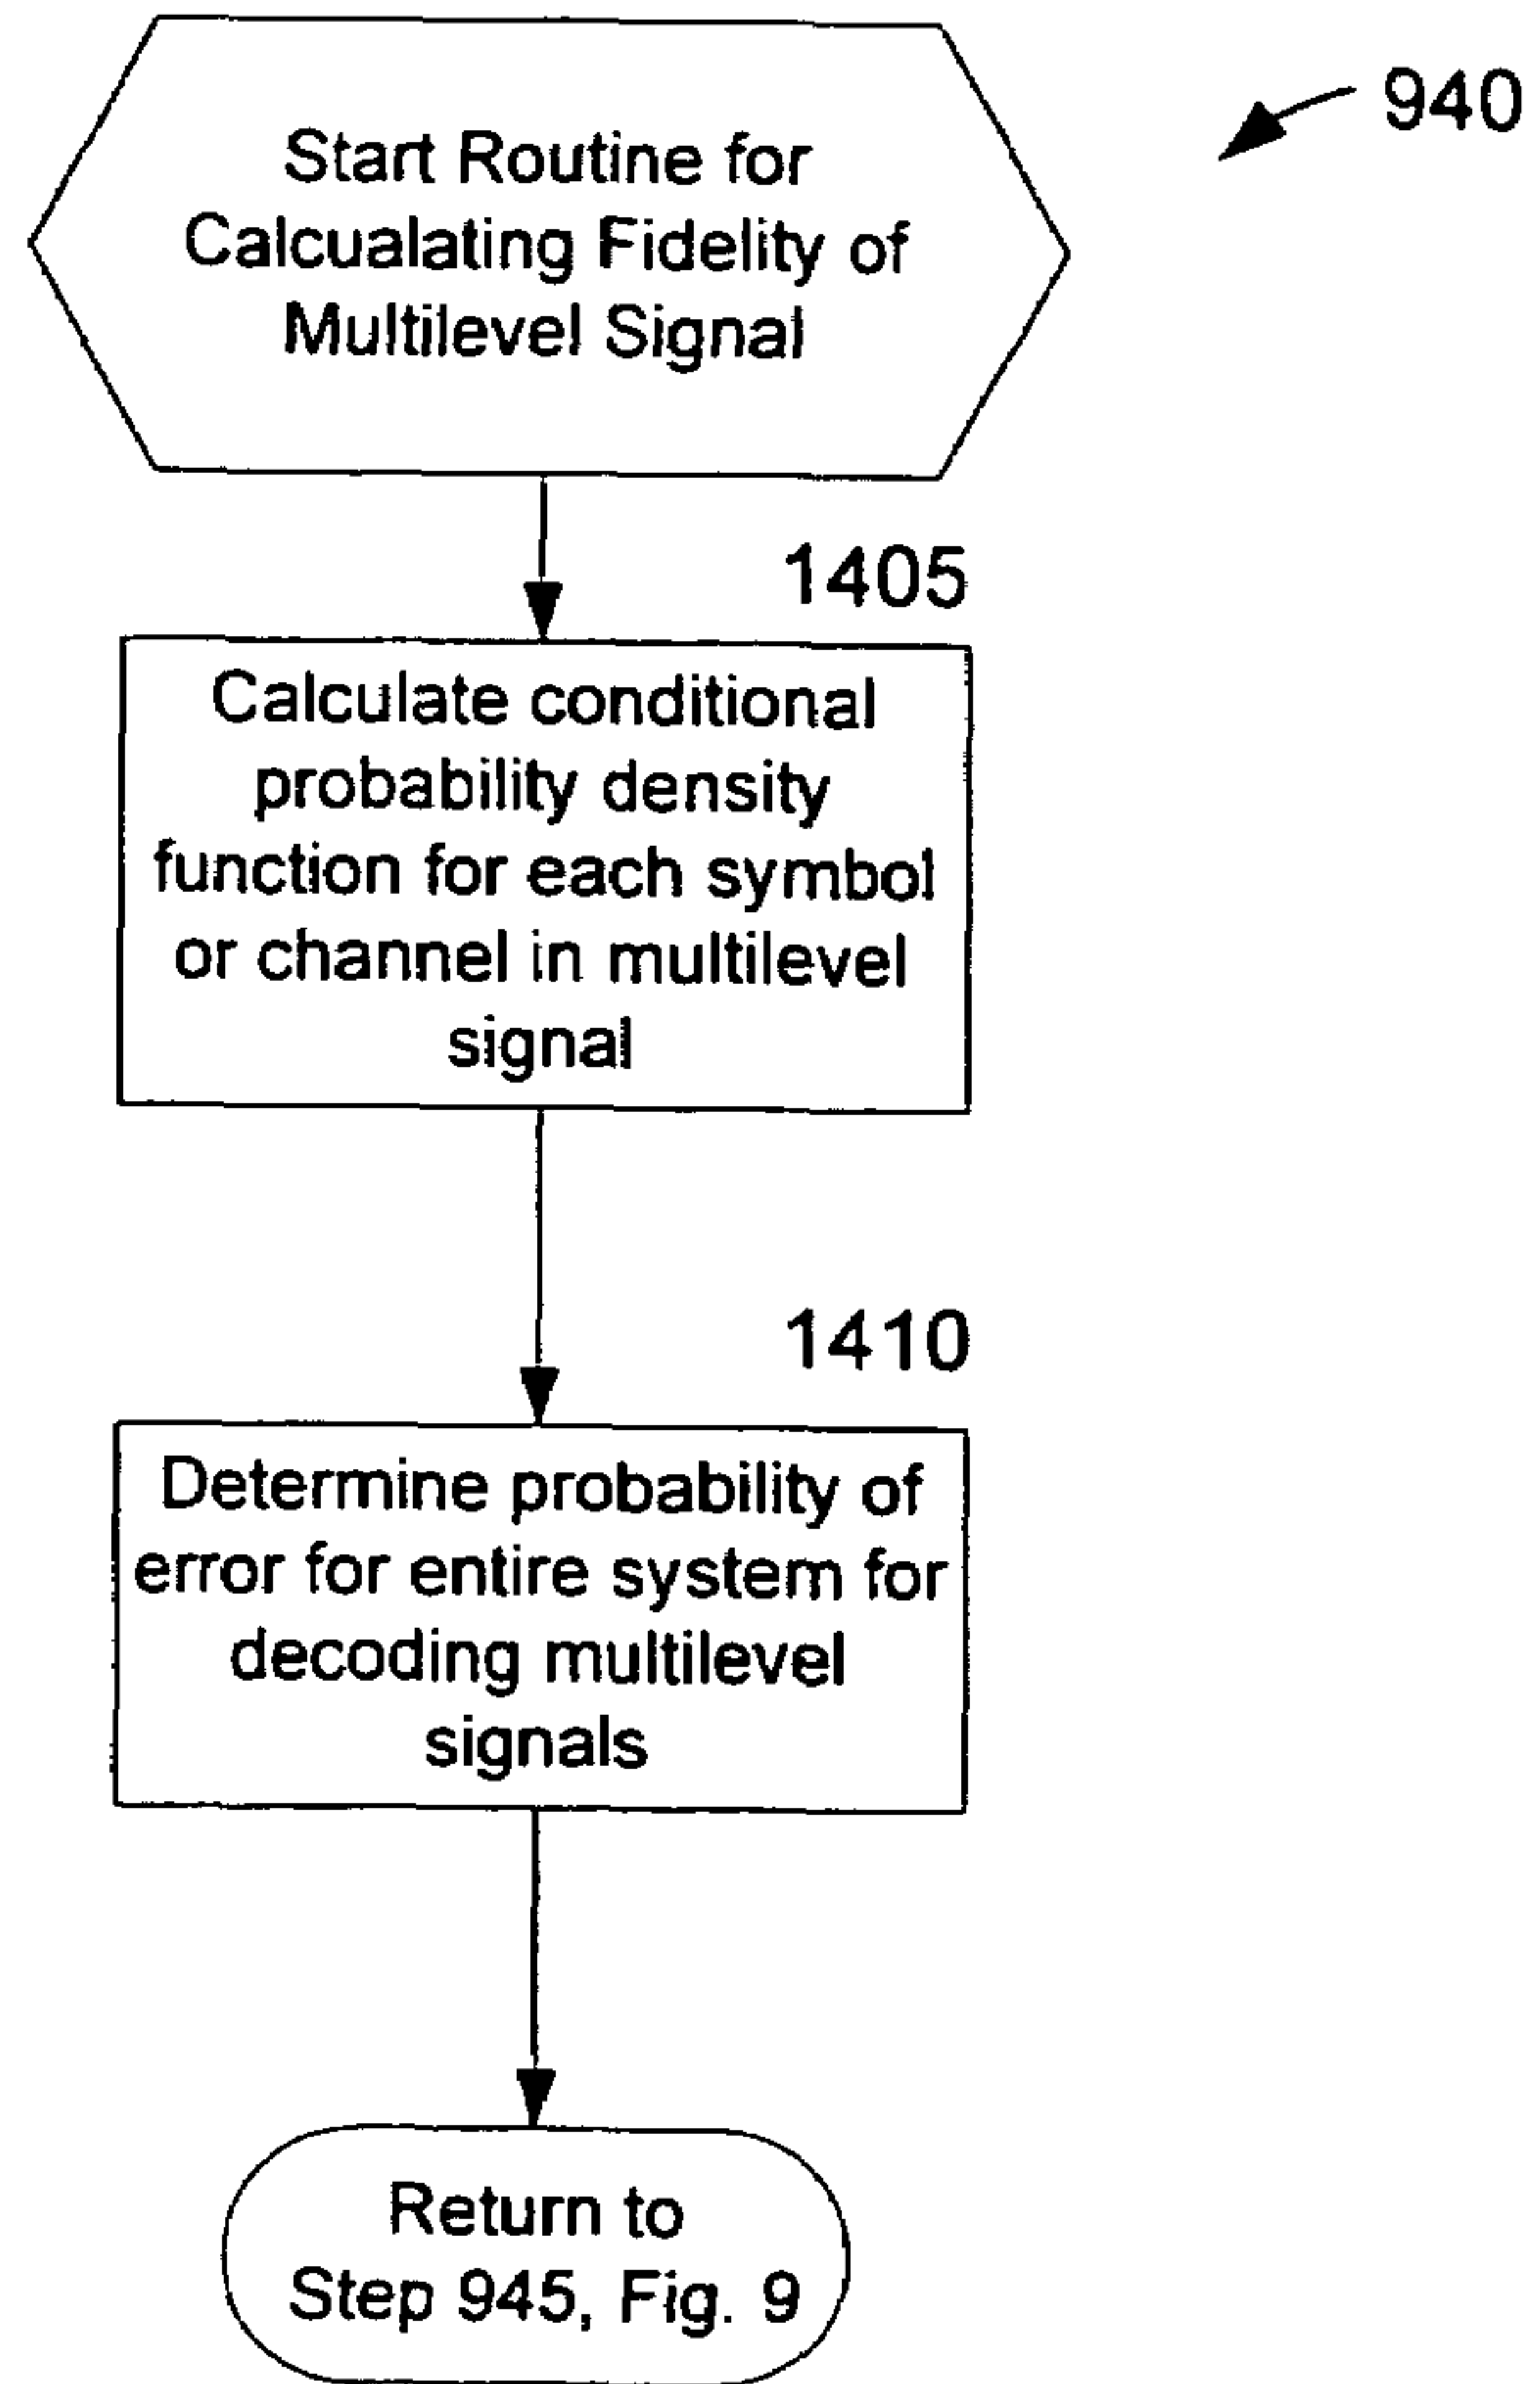 940
Start Routine for
Calcualating Fidelity of
Multilevel Signal
1405
Calculate conditional
probability density
function for each symbol
or channel in multilevel
signal
1410
Determine probability of
error for entire system for
decoding multilevel
signals
Return to
Step 945, Fig. 9